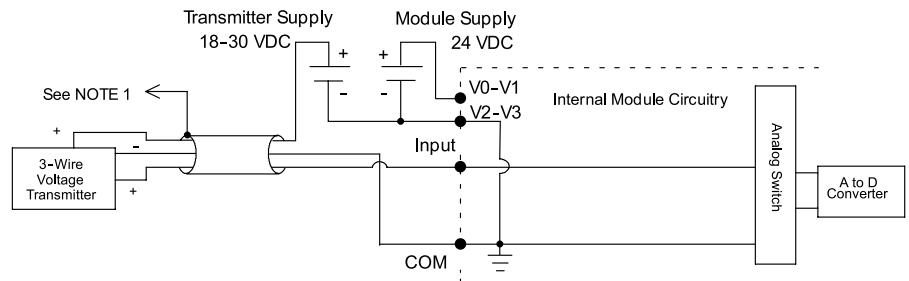 Transmitter Supply
18-30 VDC
Module Supply
24 VDC
+
-
+
-
V0-V1
V2-V3
See NOTE 1
Internal Module Circuitry
Input
+
-
+
3-Wire
Voltage
Transmitter
Analog Switch
A to D
Converter
COM